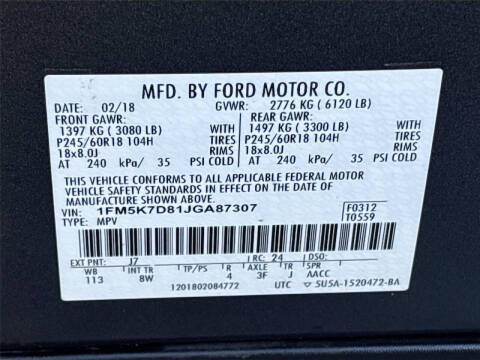 MFD. BY FORD MOTOR CO.
DATE: 02/18 GVWR: 2776 KG ( 6120 LB)
FRONT GAWR: REAR GAWR:
1397 KG ( 3080 LB) WITH 1497 KG ( 3300 LB) WITH
P245/60R18 104H TIRES P245/60R18 104H TIRES
18x8.0J RIMS 18x8.0J RIMS
AT 240 kPa/ 35 PSI COLD AT 240 kPa/ 35 PSI COLD
THIS VEHICLE CONFORMS TO ALL APPLICABLE FEDERAL MOTOR
VEHICLE SAFETY STANDARDS IN EFFECT ON THE DATE OF
MANUFACTURE SHOWN ABOVE.
VIN: 1FM5K7D81JGA87307 F0312
TYPE: MPV T0559
EXT PNT: J7 RC: 24 DSO:
WB INT TR TP/PS R AXLE TR SPR
113 8W 4 3F J AACC
1201802084772 UTC 5U5A-1520472-BA